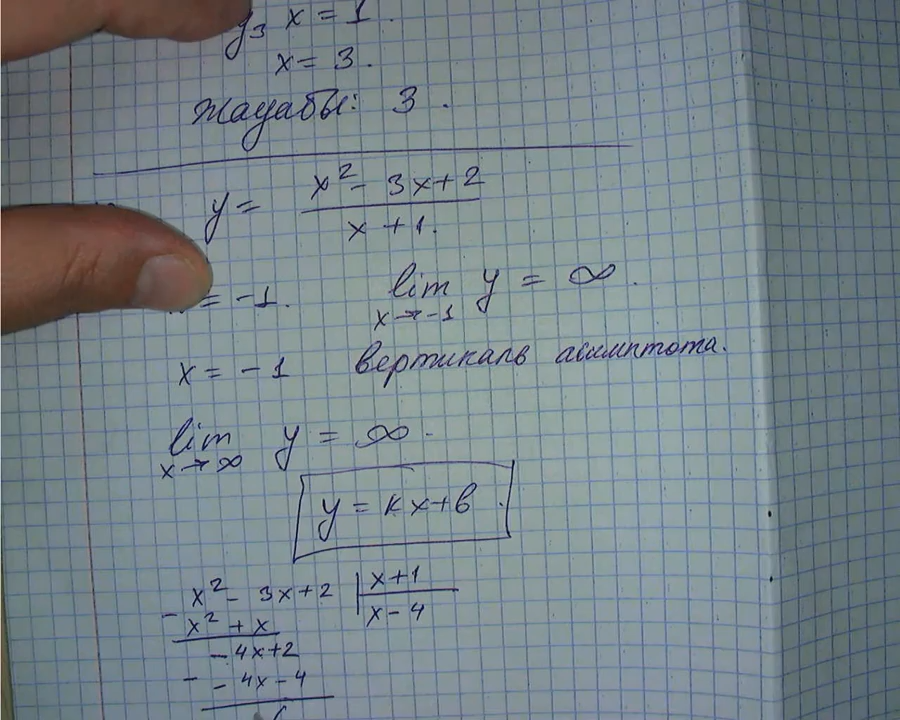 y₃ x = 1.
x = 3.
Жауабы: 3.
y = (x² - 3x + 2) / (x + 1).
= -1. lim y = ∞.
x → -1
x = -1 вертикаль асимптота.
lim y = ∞.
x → ∞
y = kx + b.
x² - 3x + 2 | x + 1
- x² + x | x - 4
- 4x + 2
- - 4x - 4